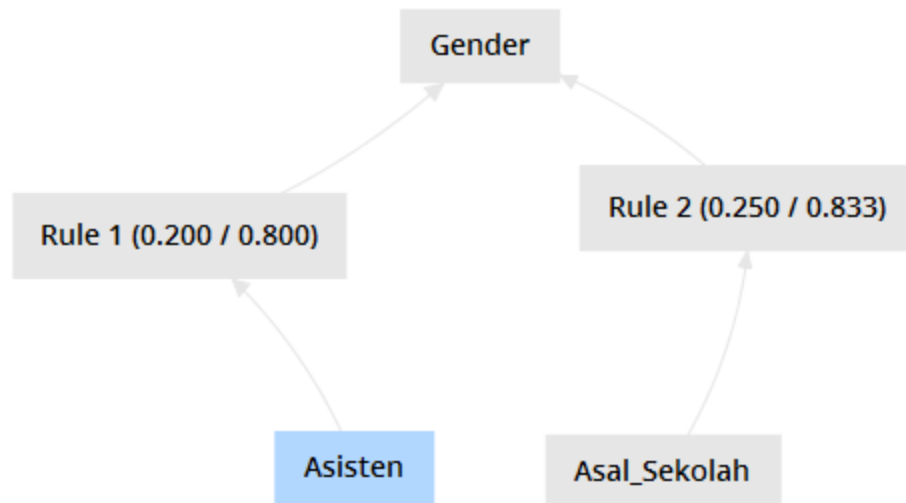 Gender
Rule 1 (0.200 / 0.800)
Rule 2 (0.250 / 0.833)
Asisten
Asal_Sekolah